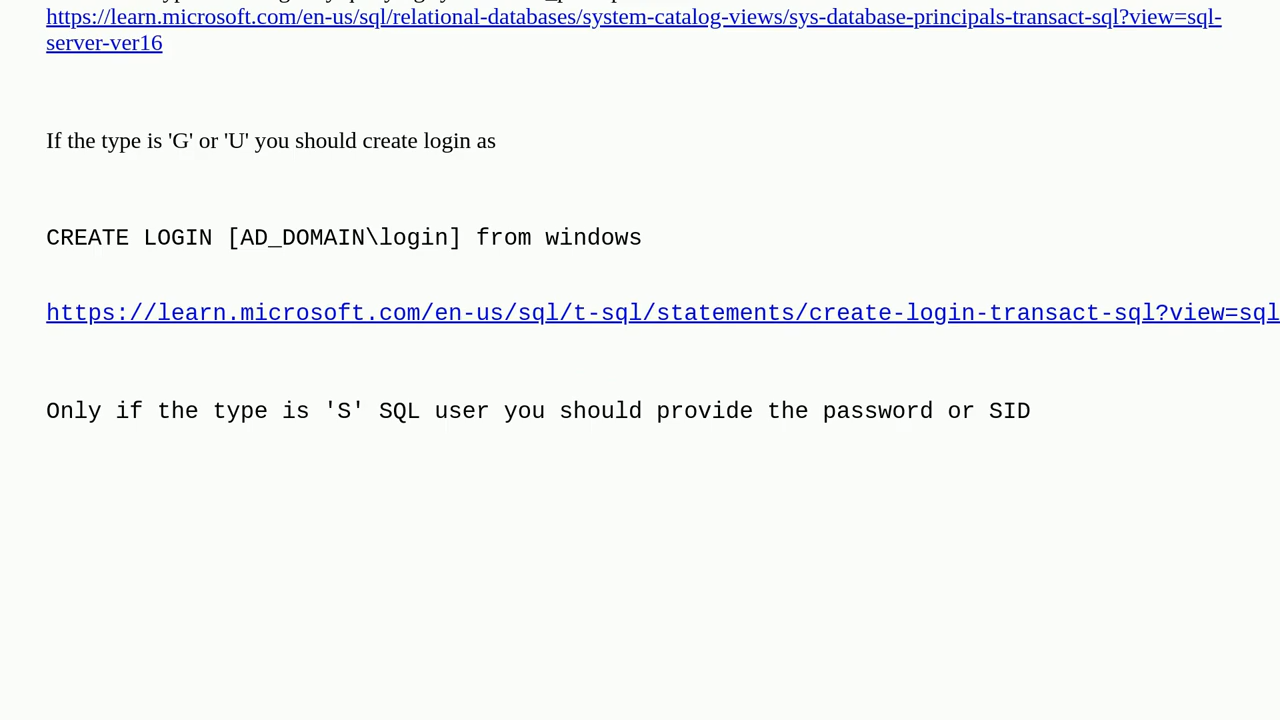 https://learn.microsoft.com/en-us/sql/relational-databases/system-catalog-views/sys-database-principals-transact-sql?view=sql-
server-ver16
If the type is 'G' or 'U' you should create login as
CREATE LOGIN [AD_DOMAIN\login] from windows
https://learn.microsoft.com/en-us/sql/t-sql/statements/create-login-transact-sql?view=sql
Only if the type is 'S' SQL user you should provide the password or SID